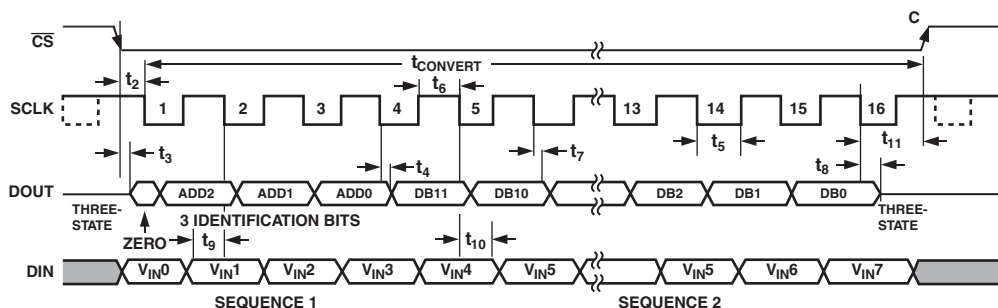 C
CS
tCONVERT
t2
t6
SCLK
1 2 3 4 5 13 14 15 16
t3
t4
t7
t5
t11
t8
DOUT
ADD2 ADD1 ADD0 DB11 DB10 DB2 DB1 DB0
THREE-
STATE
THREE-
STATE
3 IDENTIFICATION BITS
ZERO
t9
t10
DIN
VIN0 VIN1 VIN2 VIN3 VIN4 VIN5 VIN5 VIN6 VIN7
SEQUENCE 1 SEQUENCE 2